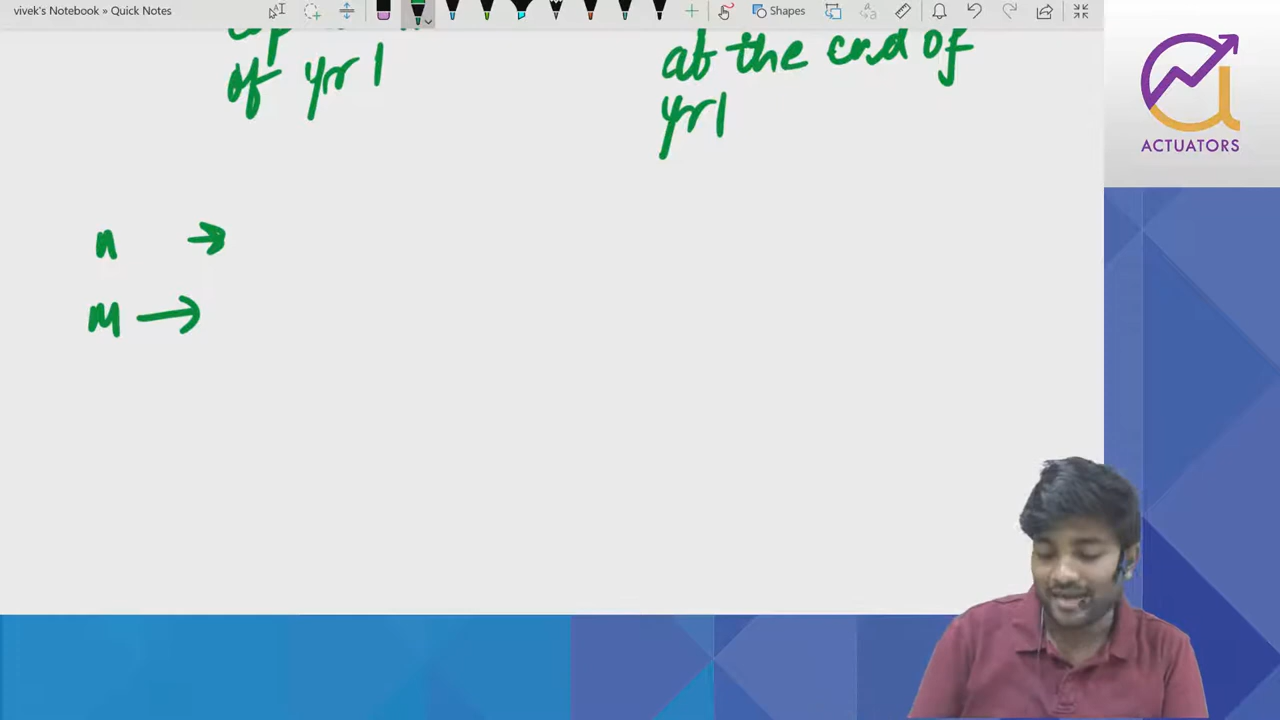 vivek's Notebook » Quick Notes
Shapes
of yr 1
at the end of
yr 1
n →
M →
ACTUATORS